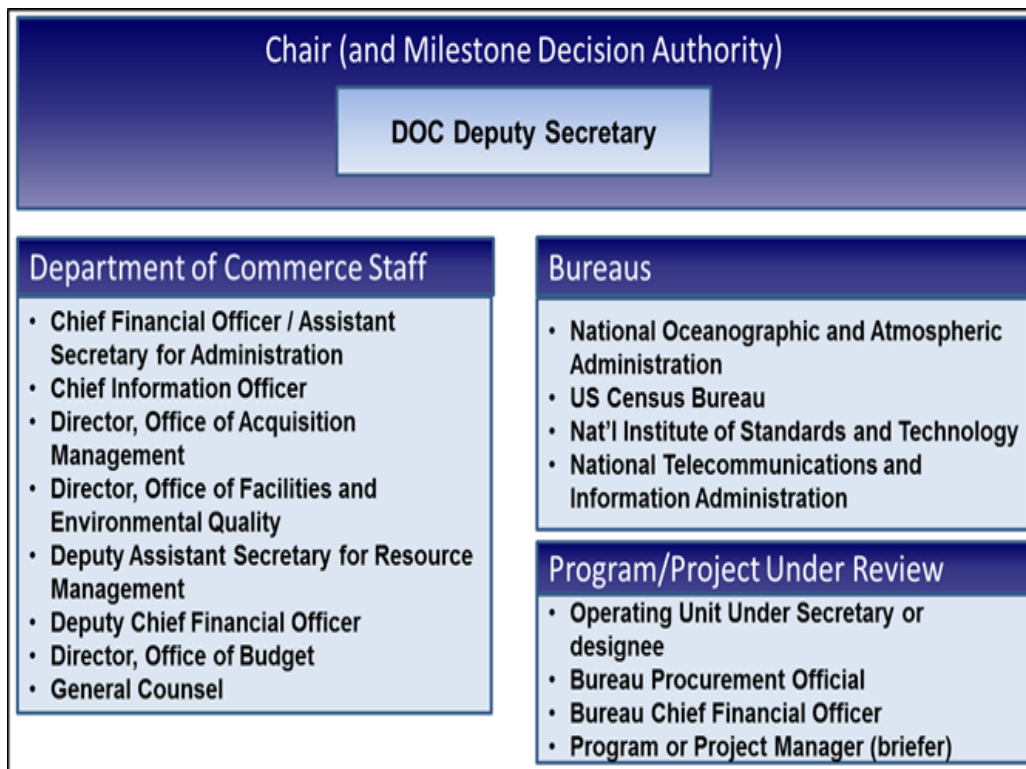 Chair (and Milestone Decision Authority)
DOC Deputy Secretary
Department of Commerce Staff
• Chief Financial Officer / Assistant
Secretary for Administration
• Chief Information Officer
• Director, Office of Acquisition
Management
• Director, Office of Facilities and
Environmental Quality
• Deputy Assistant Secretary for Resource
Management
• Deputy Chief Financial Officer
• Director, Office of Budget
• General Counsel
Bureaus
• National Oceanographic and Atmospheric
Administration
• US Census Bureau
• Nat'l Institute of Standards and Technology
• National Telecommunications and
Information Administration
Program/Project Under Review
• Operating Unit Under Secretary or
designee
• Bureau Procurement Official
• Bureau Chief Financial Officer
• Program or Project Manager (briefer)